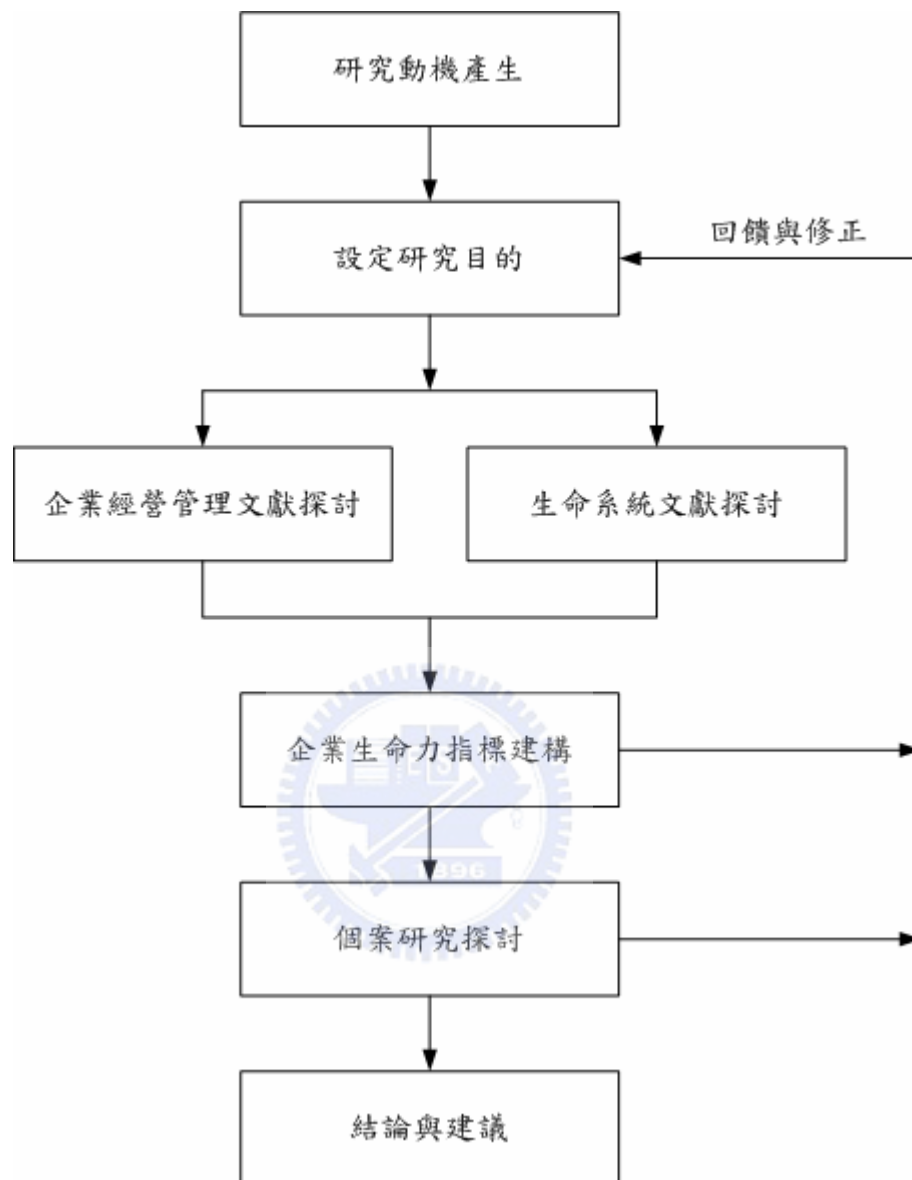 研究動機產生
設定研究目的
回饋與修正
企業經營管理文獻探討
生命系統文獻探討
企業生命力指標建構
1896
個案研究探討
結論與建議